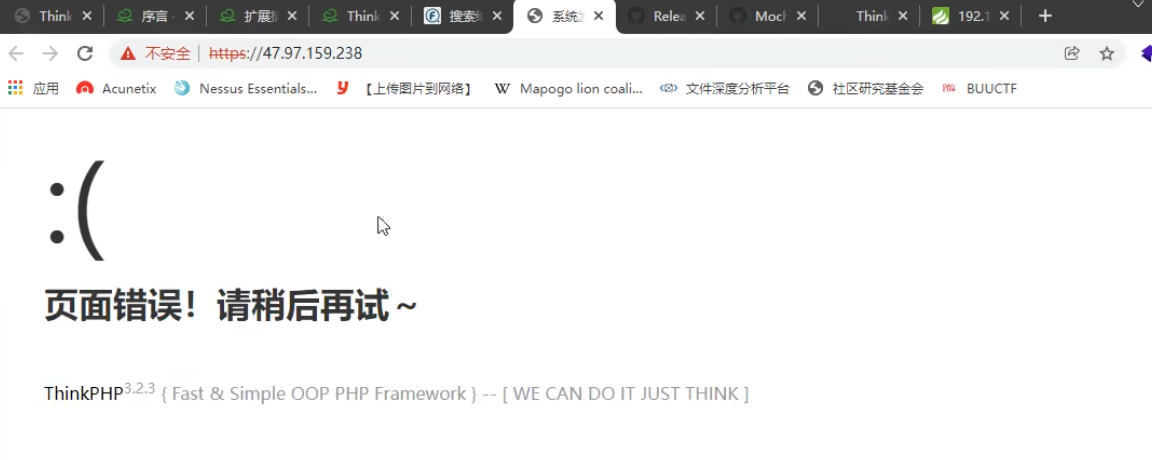 Think
序言
扩展
Think
搜索
系统
Relea
Mock
Think
192.1
不安全 | https://47.97.159.238
应用 Acunetix Nessus Essentials... 【上传图片到网络】 W Mapogo lion coali... 文件深度分析平台 社区研究基金会 BUUCTF
:(
页面错误！请稍后再试～
ThinkPHP3.2.3 { Fast & Simple OOP PHP Framework } -- [ WE CAN DO IT JUST THINK ]